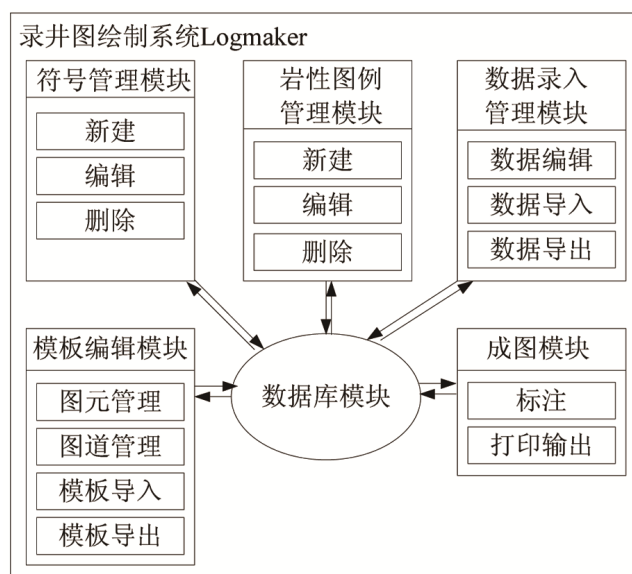 录井图绘制系统Logmaker
符号管理模块
新建
编辑
删除
岩性图例
管理模块
新建
编辑
删除
数据录入
管理模块
数据编辑
数据导入
数据导出
模板编辑模块
图元管理
图道管理
模板导入
模板导出
数据库模块
成图模块
标注
打印输出